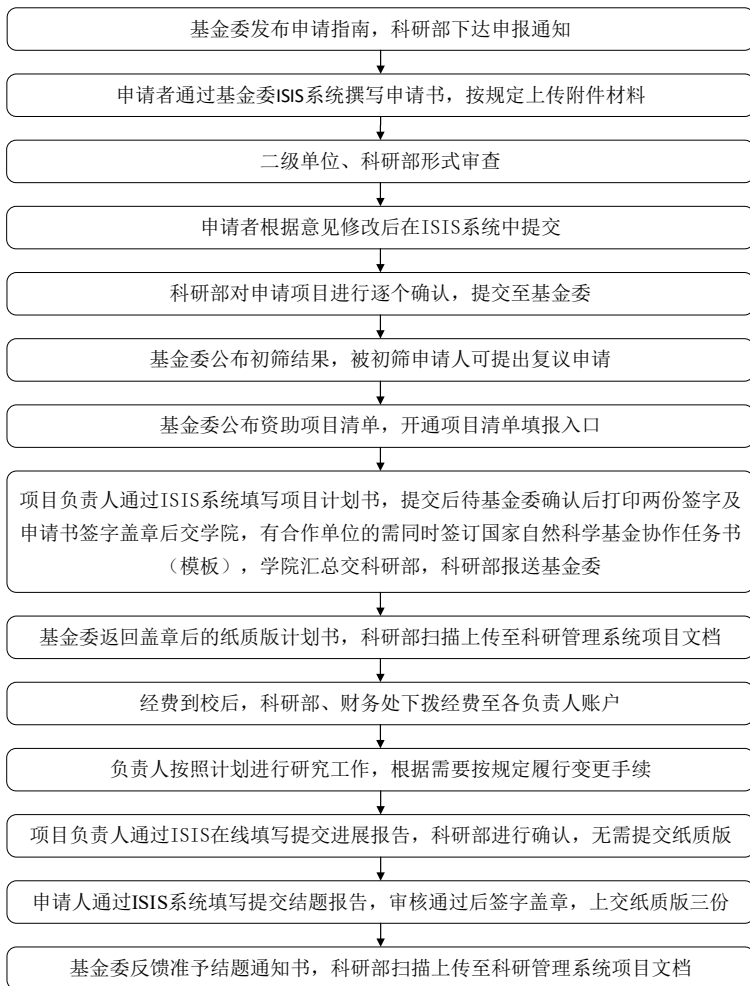 基金委发布申请指南，科研部下达申报通知
申请者通过基金委ISIS系统撰写申请书，按规定上传附件材料
二级单位、科研部形式审查
申请者根据意见修改后在ISIS系统中提交
科研部对申请项目进行逐个确认，提交至基金委
基金委公布初筛结果，被初筛申请人可提出复议申请
基金委公布资助项目清单，开通项目清单填报入口
项目负责人通过ISIS系统填写项目计划书，提交后待基金委确认后打印两份签字及
申请书签字盖章后交学院，有合作单位的需同时签订国家自然科学基金协作任务书
（模板），学院汇总交科研部，科研部报送基金委
基金委返回盖章后的纸质版计划书，科研部扫描上传至科研管理系统项目文档
经费到校后，科研部、财务处下拨经费至各负责人账户
负责人按照计划进行研究工作，根据需要按规定履行变更手续
项目负责人通过ISIS在线填写提交进展报告，科研部进行确认，无需提交纸质版
申请人通过ISIS系统填写提交结题报告，审核通过后签字盖章，上交纸质版三份
基金委反馈准予结题通知书，科研部扫描上传至科研管理系统项目文档